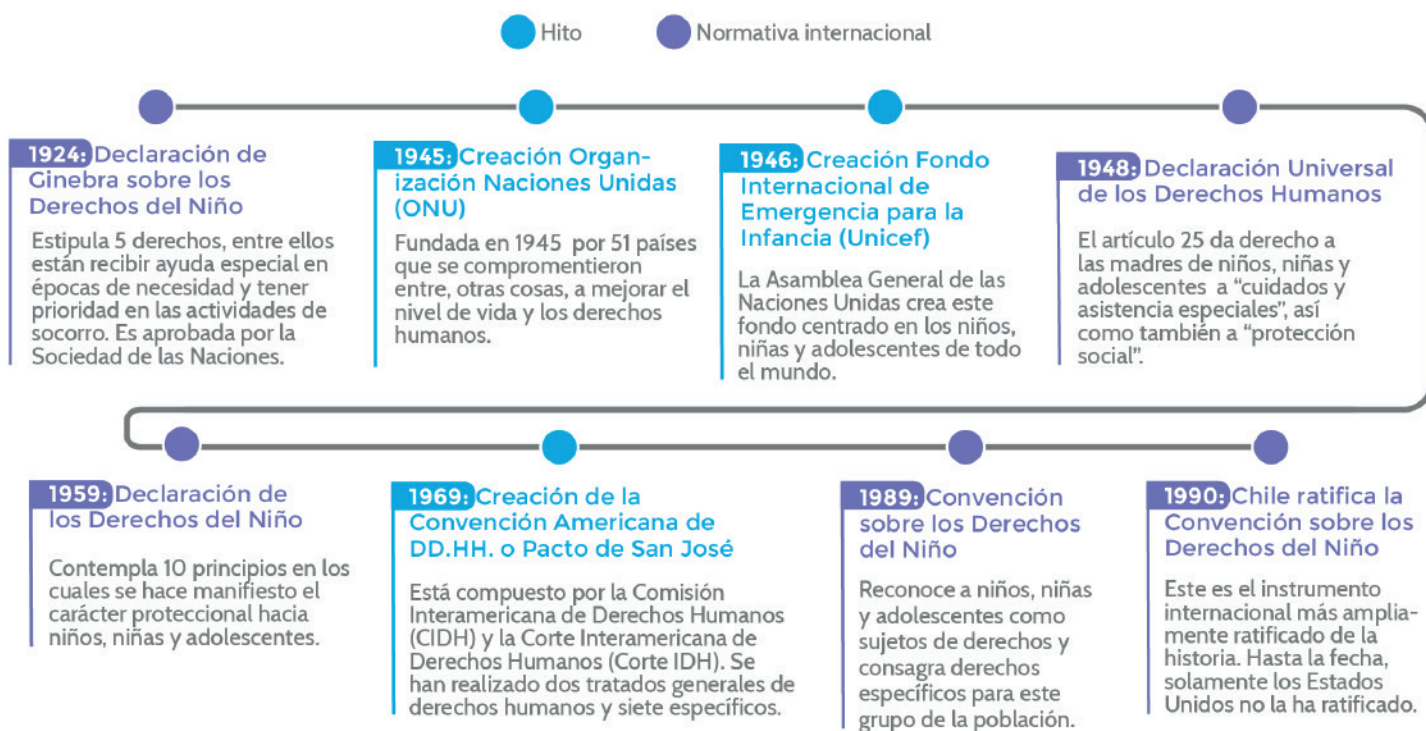 Hito
Normativa internacional
1924: Declaración de
Ginebra sobre los
Derechos del Niño
Estipula 5 derechos, entre ellos
están recibir ayuda especial en
épocas de necesidad y tener
prioridad en las actividades de
socorro. Es aprobada por la
Sociedad de las Naciones.
1945: Creación Organ-
ización Naciones Unidas
(ONU)
Fundada en 1945 por 51 países
que se compromentieron
entre, otras cosas, a mejorar el
nivel de vida y los derechos
humanos.
1946: Creación Fondo
Internacional de
Emergencia para la
Infancia (Unicef)
La Asamblea General de las
Naciones Unidas crea este
fondo centrado en los niños,
niñas y adolescentes de todo
el mundo.
1948: Declaración Universal
de los Derechos Humanos
El artículo 25 da derecho a
las madres de niños, niñas y
adolescentes a “cuidados y
asistencia especiales”, así
como también a “protección
social”.
1959: Declaración de
los Derechos del Niño
Contempla 10 principios en los
cuales se hace manifiesto el
carácter proteccional hacia
niños, niñas y adolescentes.
1969: Creación de la
Convención Americana de
DD.HH. o Pacto de San José
Está compuesto por la Comisión
Interamericana de Derechos Humanos
(CIDH) y la Corte Interamericana de
Derechos Humanos (Corte IDH). Se
han realizado dos tratados generales de
derechos humanos y siete específicos.
1989: Convención
sobre los Derechos
del Niño
Reconoce a niños, niñas
y adolescentes como
sujetos de derechos y
consagra derechos
específicos para este
grupo de la población.
1990: Chile ratifica la
Convención sobre los
Derechos del Niño
Este es el instrumento
internacional más amplia-
mente ratificado de la
historia. Hasta la fecha,
solamente los Estados
Unidos no la ha ratificado.